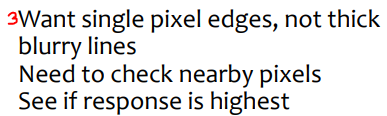 3Want single pixel edges, not thick
blurry lines
Need to check nearby pixels
See if response is highest